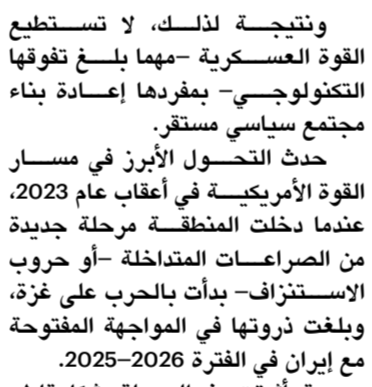 ونتيجة لذلك، لا تستطيع
القوة العسكرية –مهما بلغ تفوقها
التكنولوجي– بمفردها إعادة بناء
مجتمع سياسي مستقر.
حدث التحول الأبرز في مسار
القوة الأمريكية في أعقاب عام 2023،
عندما دخلت المنطقة مرحلة جديدة
من الصراعات المتداخلة –أو حروب
الاستنزاف– بدأت بالحرب على غزة،
وبلغت ذروتها في المواجهة المفتوحة
مع إيران في الفترة 2026–2025.